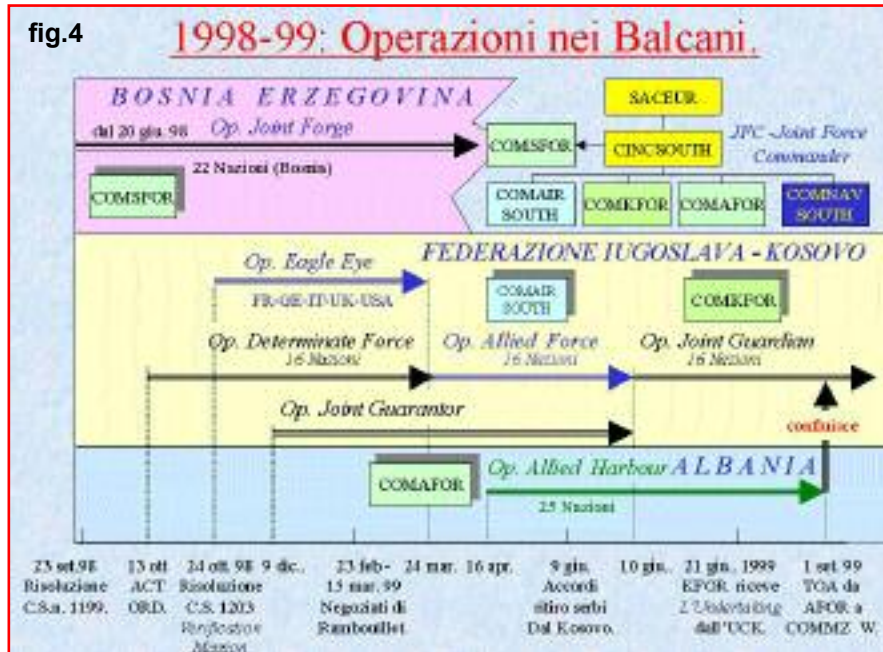 fig.4
1998-99: Operazioni nei Balcani.
BOSNIA ERZEGOVINA
dal 20 giu. 98 Op. Joint Forge
22 Nazioni (Bosnia)
COMSFOR
SACEUR
COMSFOR
CINCSOUTH
JFC -Joint Force
Commander
COMAIR
SOUTH
COMKFOR
COMAFOR
COMNAV
SOUTH
FEDERAZIONE IUGOSLAVA - KOSOVO
Op. Eagle Eye
FR-GE-IT-UK-USA
COMAIR
SOUTH
COMKFOR
Op. Determinate Force
16 Nazioni
Op. Allied Force
16 Nazioni
Op. Joint Guardian
16 Nazioni
Op. Joint Guarantor
confluisce
COMAFOR
Op. Allied Harbour ALBANIA
25 Nazioni
23 set.98
Risoluzione
C.S.n. 1199.
13 ott
ACT
ORD.
24 ott. 98
Risoluzione
C.S. 1203
Verification
Mission
9 dic..
23 feb-
15 mar. 99
Negoziati di
Rambouillet.
24 mar.
16 apr.
9 giu.
Accordi
ritiro serbi
Dal Kosovo.
10 giu..
21 giu., 1999
KFOR riceve
L'Undertaking
dall'UCK.
1 set. 99
TOA da
AFOR a
COMMZ W.